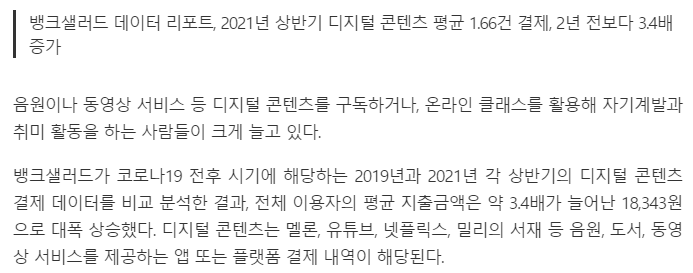 뱅크샐러드 데이터 리포트, 2021년 상반기 디지털 콘텐츠 평균 1.66건 결제, 2년 전보다 3.4배
증가
음원이나 동영상 서비스 등 디지털 콘텐츠를 구독하거나, 온라인 클래스를 활용해 자기계발과
취미 활동을 하는 사람들이 크게 늘고 있다.
뱅크샐러드가 코로나19 전후 시기에 해당하는 2019년과 2021년 각 상반기의 디지털 콘텐츠
결제 데이터를 비교 분석한 결과, 전체 이용자의 평균 지출금액은 약 3.4배가 늘어난 18,343원
으로 대폭 상승했다. 디지털 콘텐츠는 멜론, 유튜브, 넷플릭스, 밀리의 서재 등 음원, 도서, 동영
상 서비스를 제공하는 앱 또는 플랫폼 결제 내역이 해당된다.